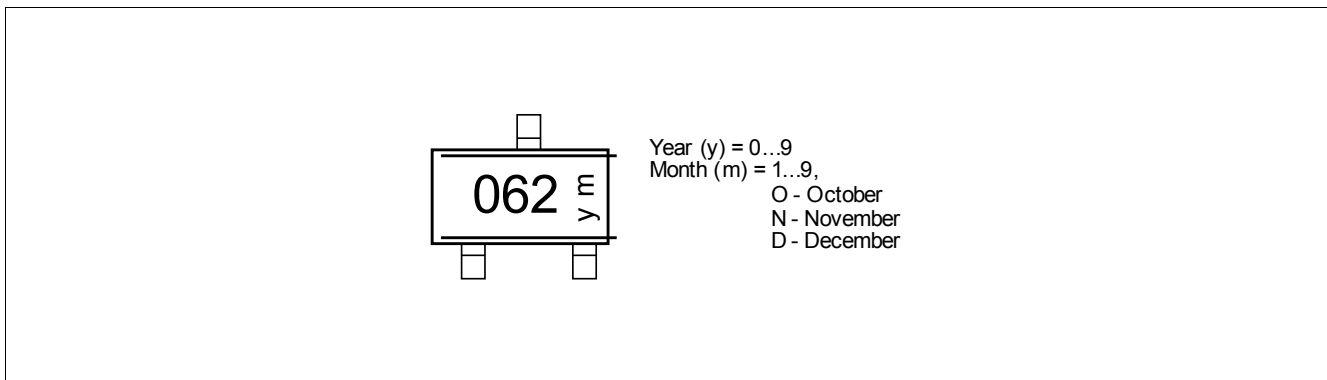 062
y m
Year (y) = 0...9
Month (m) = 1...9,
O - October
N - November
D - December